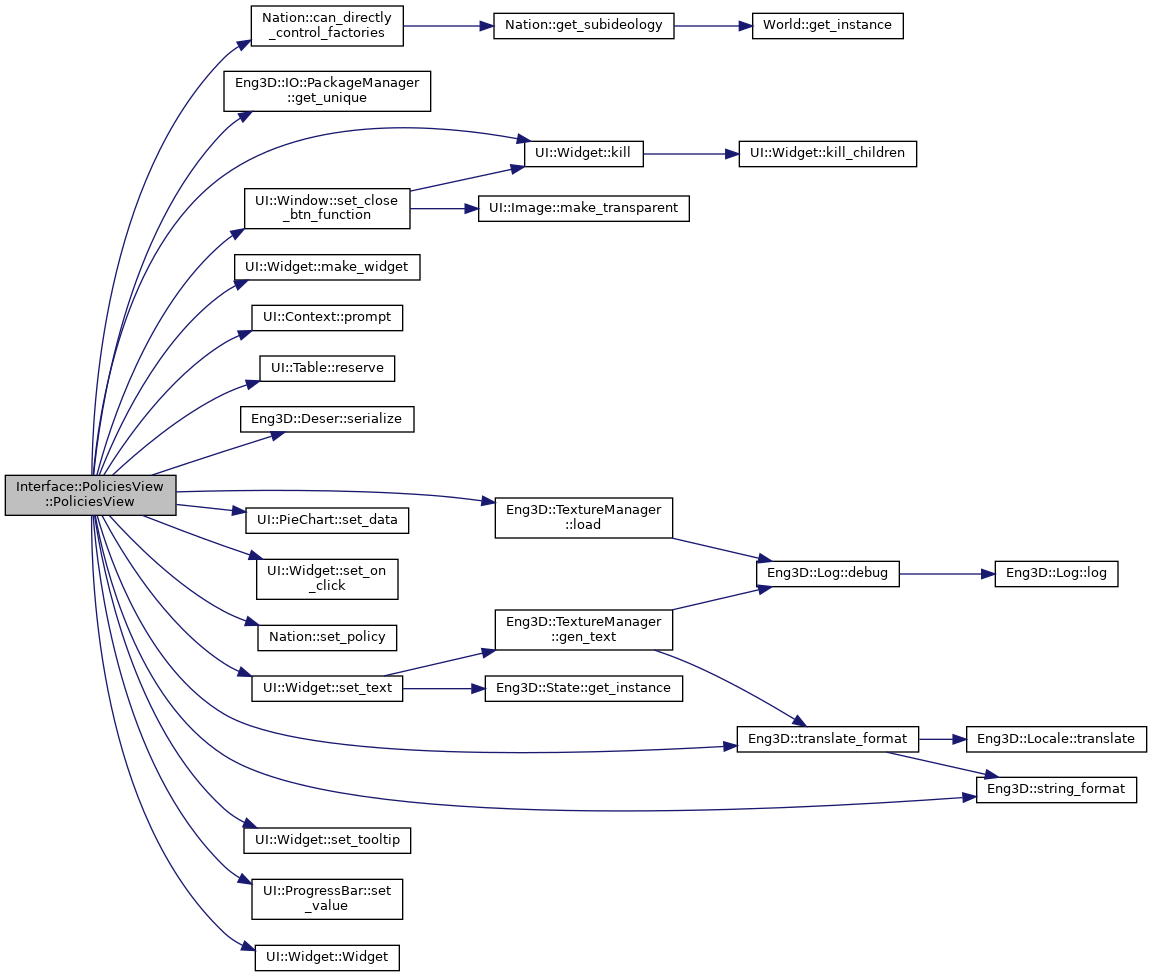 Nation::can_directly
_control_factories
Nation::get_subideology
World::get_instance
Eng3D::IO::PackageManager
::get_unique
UI::Widget::kill
UI::Widget::kill_children
UI::Window::set_close
_btn_function
UI::Image::make_transparent
UI::Widget::make_widget
UI::Context::prompt
UI::Table::reserve
Eng3D::Deser::serialize
Interface::PoliciesView
::PoliciesView
Eng3D::TextureManager
::load
UI::PieChart::set_data
UI::Widget::set_on
_click
Eng3D::Log::debug
Eng3D::Log::log
Eng3D::TextureManager
::gen_text
Nation::set_policy
UI::Widget::set_text
Eng3D::State::get_instance
Eng3D::translate_format
Eng3D::Locale::translate
Eng3D::string_format
UI::Widget::set_tooltip
UI::ProgressBar::set
_value
UI::Widget::Widget